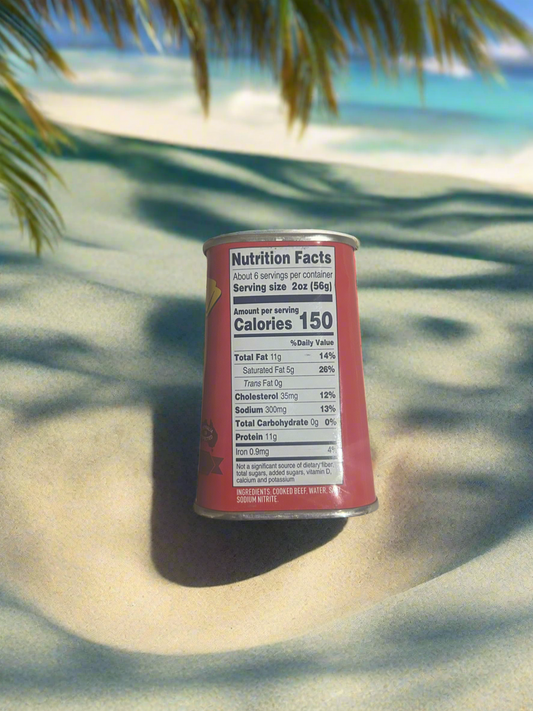 Nutrition Facts
About 6 servings per container
Serving size 2oz (56g)
Amount per serving
Calories 150
%Daily Value
Total Fat 11g 14%
Saturated Fat 5g 26%
Trans Fat 0g
Cholesterol 35mg 12%
Sodium 300mg 13%
Total Carbohydrate 0g 0%
Protein 11g
Iron 0.9mg 4%
Not a significant source of dietary fiber,
total sugars, added sugars, vitamin D,
calcium and potassium
INGREDIENTS: COOKED BEEF, WATER,
SODIUM NITRITE